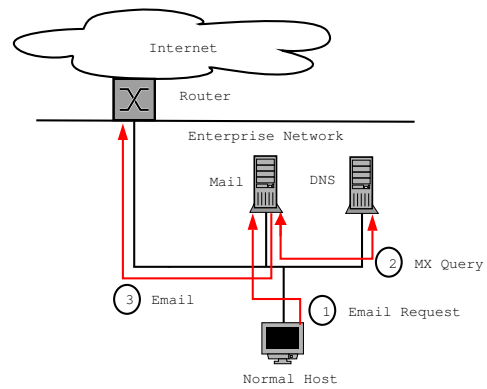 Internet
Router
Enterprise Network
Mail
DNS
2 MX Query
3 Email
1 Email Request
Normal Host